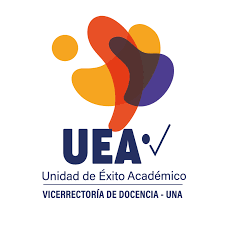 UEA
Unidad de Éxito Académico
VICERRECTORÍA DE DOCENCIA - UNA